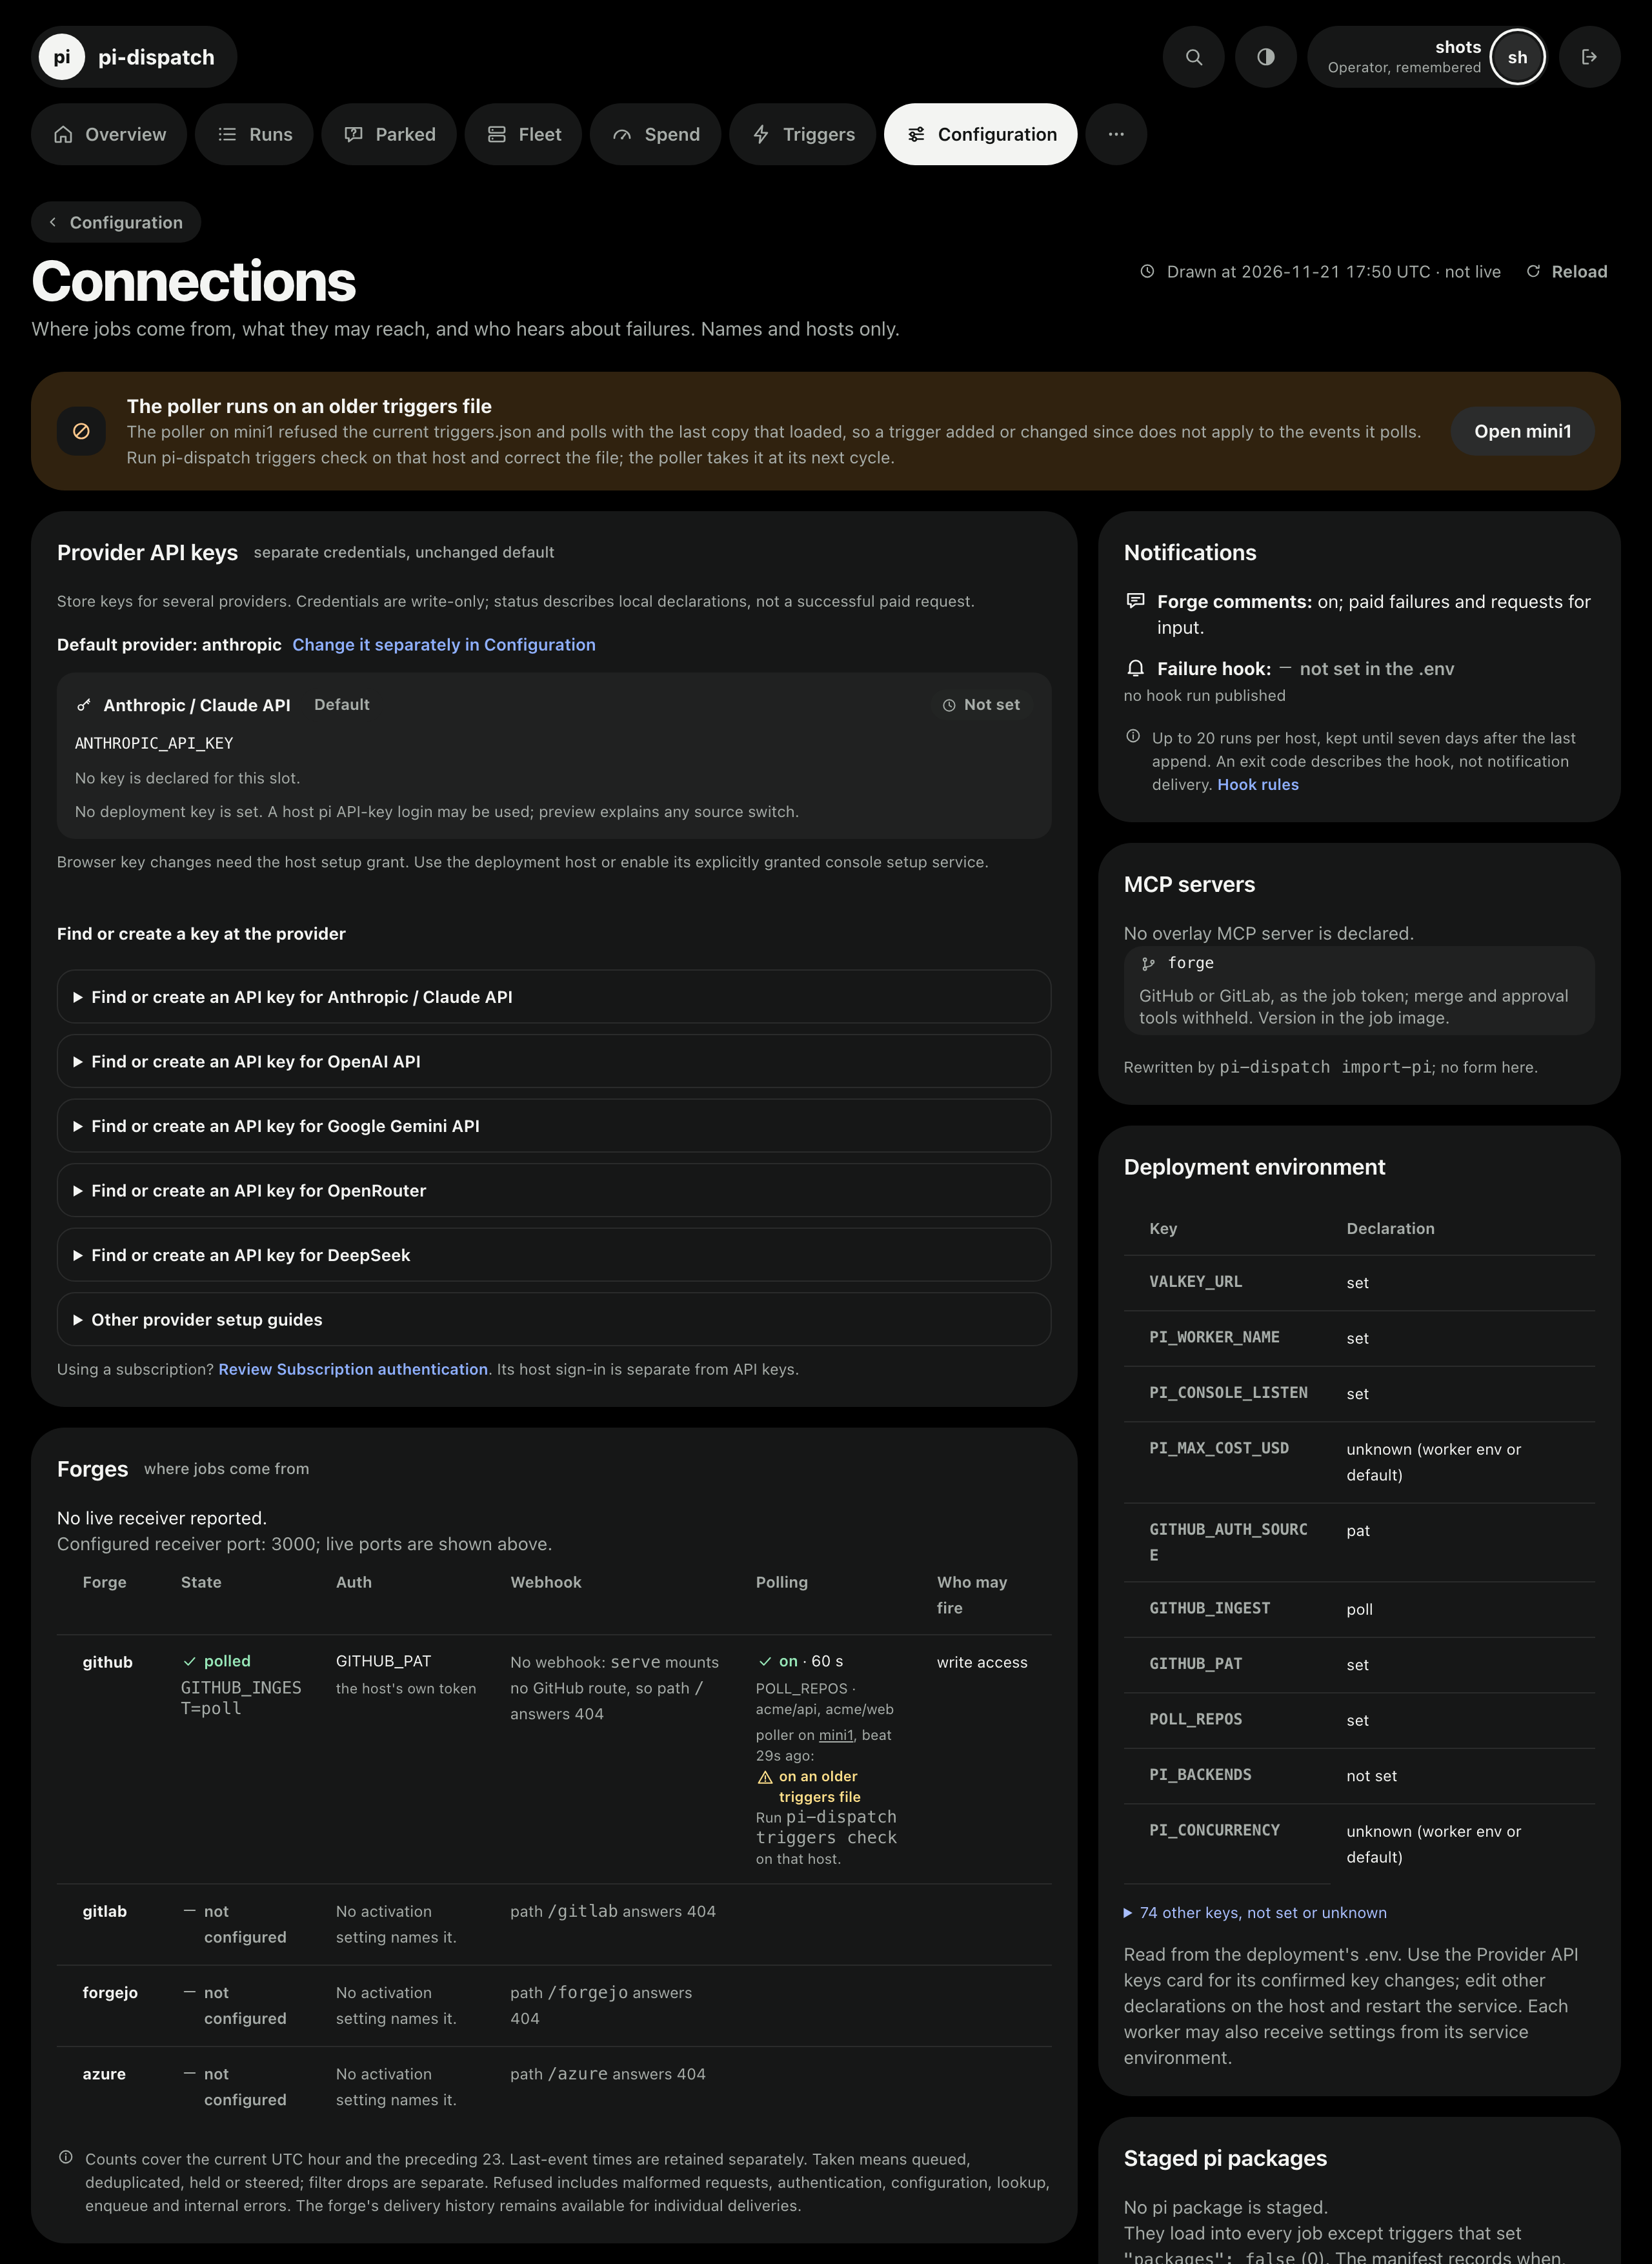 pi pi-dispatch
shots
Operator, remembered
sh
Overview
Runs
Parked
Fleet
Spend
Triggers
Configuration
Configuration
Connections
Drawn at 2026-11-21 17:50 UTC · not live
Reload
Where jobs come from, what they may reach, and who hears about failures. Names and hosts only.
The poller runs on an older triggers file
The poller on mini1 refused the current triggers.json and polls with the last copy that loaded, so a trigger added or changed since does not apply to the events it polls.
Run pi-dispatch triggers check on that host and correct the file; the poller takes it at its next cycle.
Open mini1
Provider API keys separate credentials, unchanged default
Store keys for several providers. Credentials are write-only; status describes local declarations, not a successful paid request.
Default provider: anthropic Change it separately in Configuration
Anthropic / Claude API Default
Not set
ANTHROPIC_API_KEY
No key is declared for this slot.
No deployment key is set. A host pi API-key login may be used; preview explains any source switch.
Browser key changes need the host setup grant. Use the deployment host or enable its explicitly granted console setup service.
Find or create a key at the provider
Find or create an API key for Anthropic / Claude API
Find or create an API key for OpenAI API
Find or create an API key for Google Gemini API
Find or create an API key for OpenRouter
Find or create an API key for DeepSeek
Other provider setup guides
Using a subscription? Review Subscription authentication. Its host sign-in is separate from API keys.
Forges where jobs come from
No live receiver reported.
Configured receiver port: 3000; live ports are shown above.
Forge
State
Auth
Webhook
Polling
Who may
fire
github
polled
GITHUB_INGES
T=poll
GITHUB_PAT
the host's own token
No webhook: serve mounts
no GitHub route, so path /
answers 404
on · 60 s
POLL_REPOS ·
acme/api, acme/web
poller on mini1, beat
29s ago:
on an older
triggers file
Run pi-dispatch
triggers check
on that host.
write access
gitlab
— not
configured
No activation
setting names it.
path /gitlab answers 404
forgejo
— not
configured
No activation
setting names it.
path /forgejo answers
404
azure
— not
configured
No activation
setting names it.
path /azure answers 404
Counts cover the current UTC hour and the preceding 23. Last-event times are retained separately. Taken means queued,
deduplicated, held or steered; filter drops are separate. Refused includes malformed requests, authentication, configuration, lookup,
enqueue and internal errors. The forge's delivery history remains available for individual deliveries.
Notifications
Forge comments: on; paid failures and requests for
input.
Failure hook: — not set in the .env
no hook run published
Up to 20 runs per host, kept until seven days after the last
append. An exit code describes the hook, not notification
delivery. Hook rules
MCP servers
No overlay MCP server is declared.
forge
GitHub or GitLab, as the job token; merge and approval
tools withheld. Version in the job image.
Rewritten by pi-dispatch import-pi; no form here.
Deployment environment
Key
Declaration
VALKEY_URL
set
PI_WORKER_NAME
set
PI_CONSOLE_LISTEN
set
PI_MAX_COST_USD
unknown (worker env or
default)
GITHUB_AUTH_SOURC
E
pat
GITHUB_INGEST
poll
GITHUB_PAT
set
POLL_REPOS
set
PI_BACKENDS
not set
PI_CONCURRENCY
unknown (worker env or
default)
74 other keys, not set or unknown
Read from the deployment's .env. Use the Provider API
keys card for its confirmed key changes; edit other
declarations on the host and restart the service. Each
worker may also receive settings from its service
environment.
Staged pi packages
No pi package is staged.
They load into every job except triggers that set
"packages": false (0). The manifest records when,